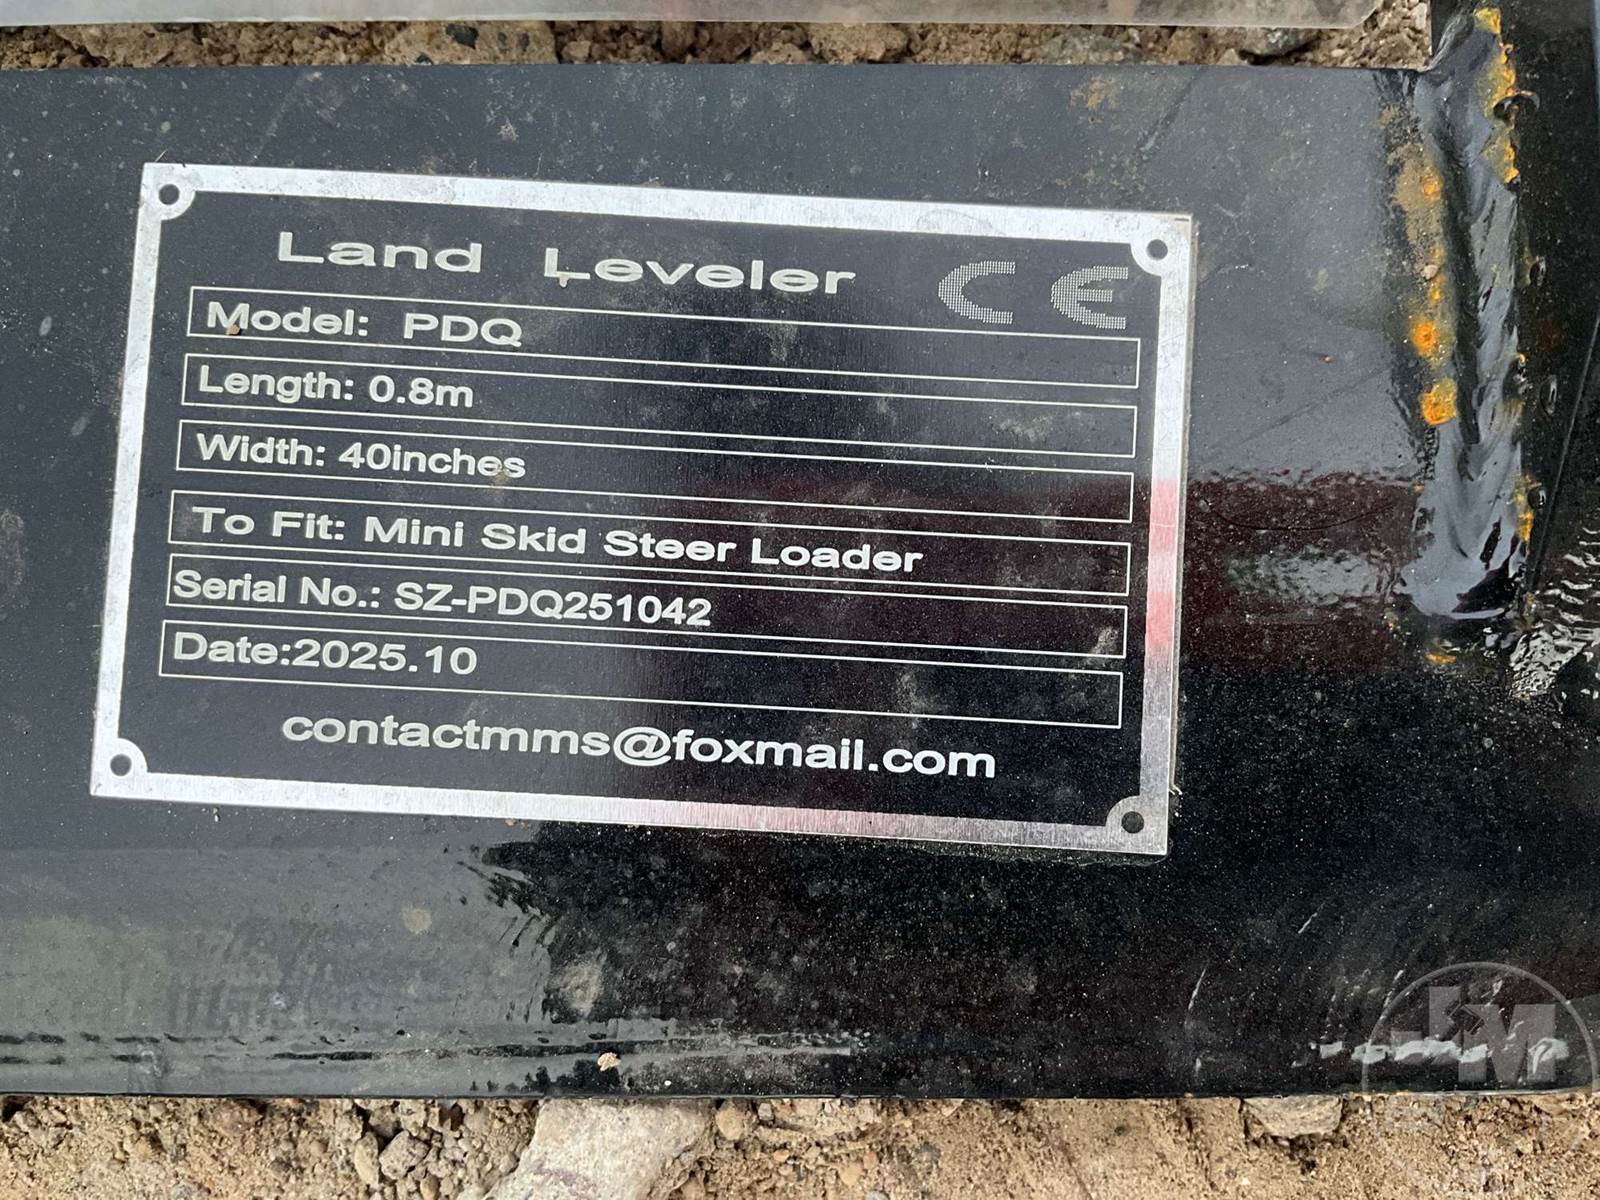 Land Leveler CE
Model: PDQ
Length: 0.8m
Width: 40inches
To Fit: Mini Skid Steer Loader
Serial No.: SZ-PDQ251042
Date:2025.10
contactmms@foxmail.com
JM